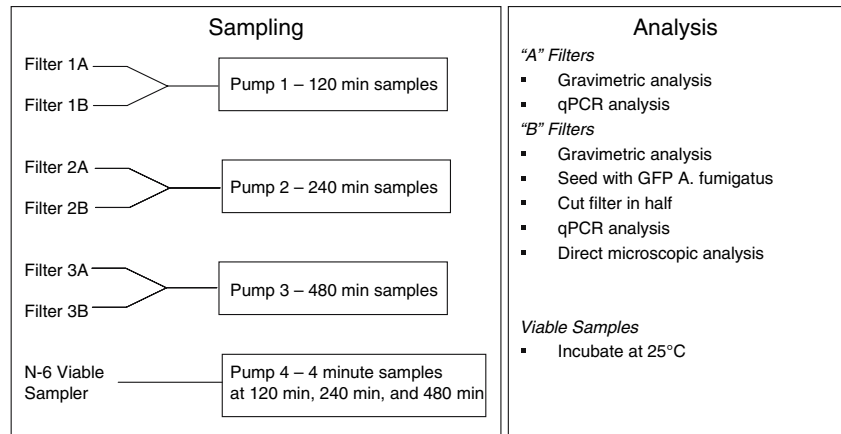 Sampling
Filter 1A
Filter 1B
Pump 1 – 120 min samples
Filter 2A
Filter 2B
Pump 2 – 240 min samples
Filter 3A
Filter 3B
Pump 3 – 480 min samples
N-6 Viable
Sampler
Pump 4 – 4 minute samples
at 120 min, 240 min, and 480 min
Analysis
“A” Filters
▪ Gravimetric analysis
▪ qPCR analysis
“B” Filters
▪ Gravimetric analysis
▪ Seed with GFP A. fumigatus
▪ Cut filter in half
▪ qPCR analysis
▪ Direct microscopic analysis
Viable Samples
▪ Incubate at 25°C